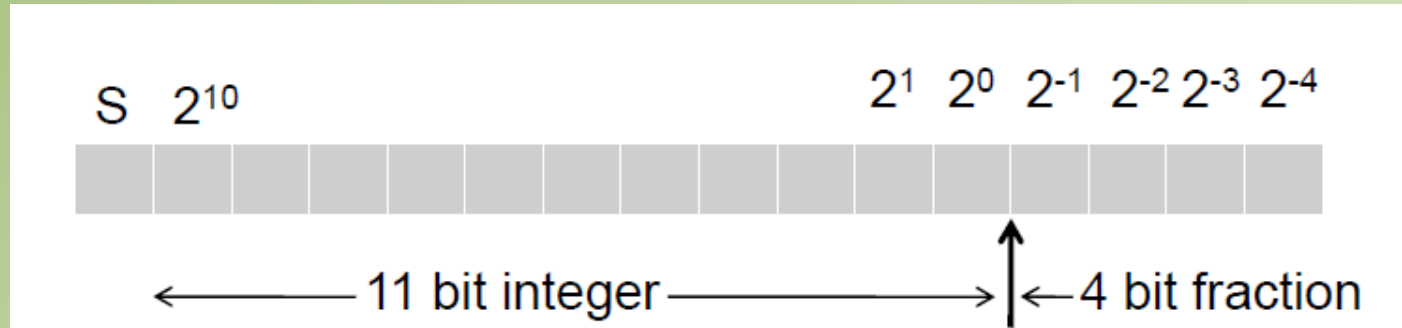 S 2¹⁰ 2¹ 2⁰ 2⁻¹ 2⁻² 2⁻³ 2⁻⁴
11 bit integer 4 bit fraction